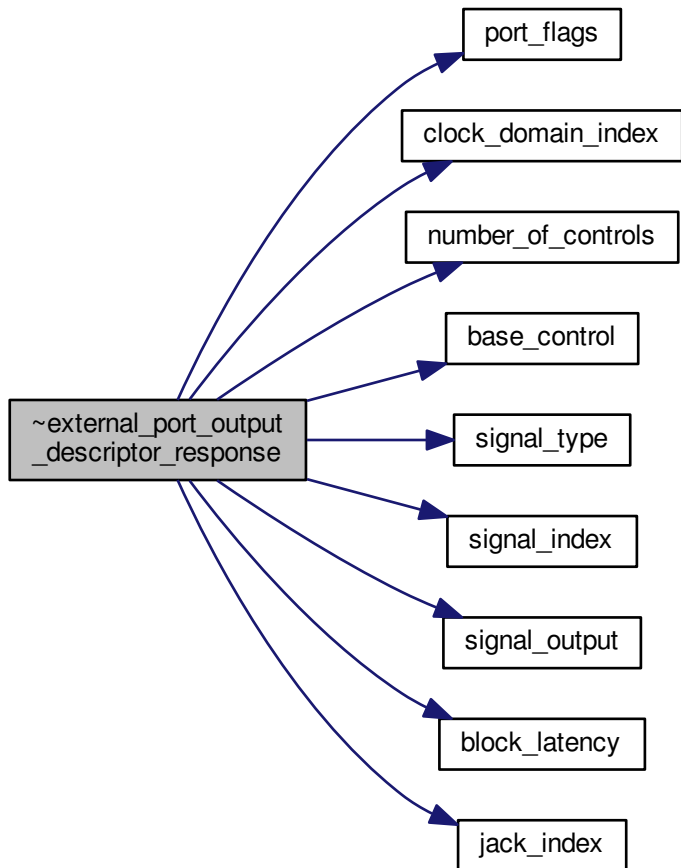 port_flags
clock_domain_index
number_of_controls
base_control
~external_port_output
_descriptor_response
signal_type
signal_index
signal_output
block_latency
jack_index